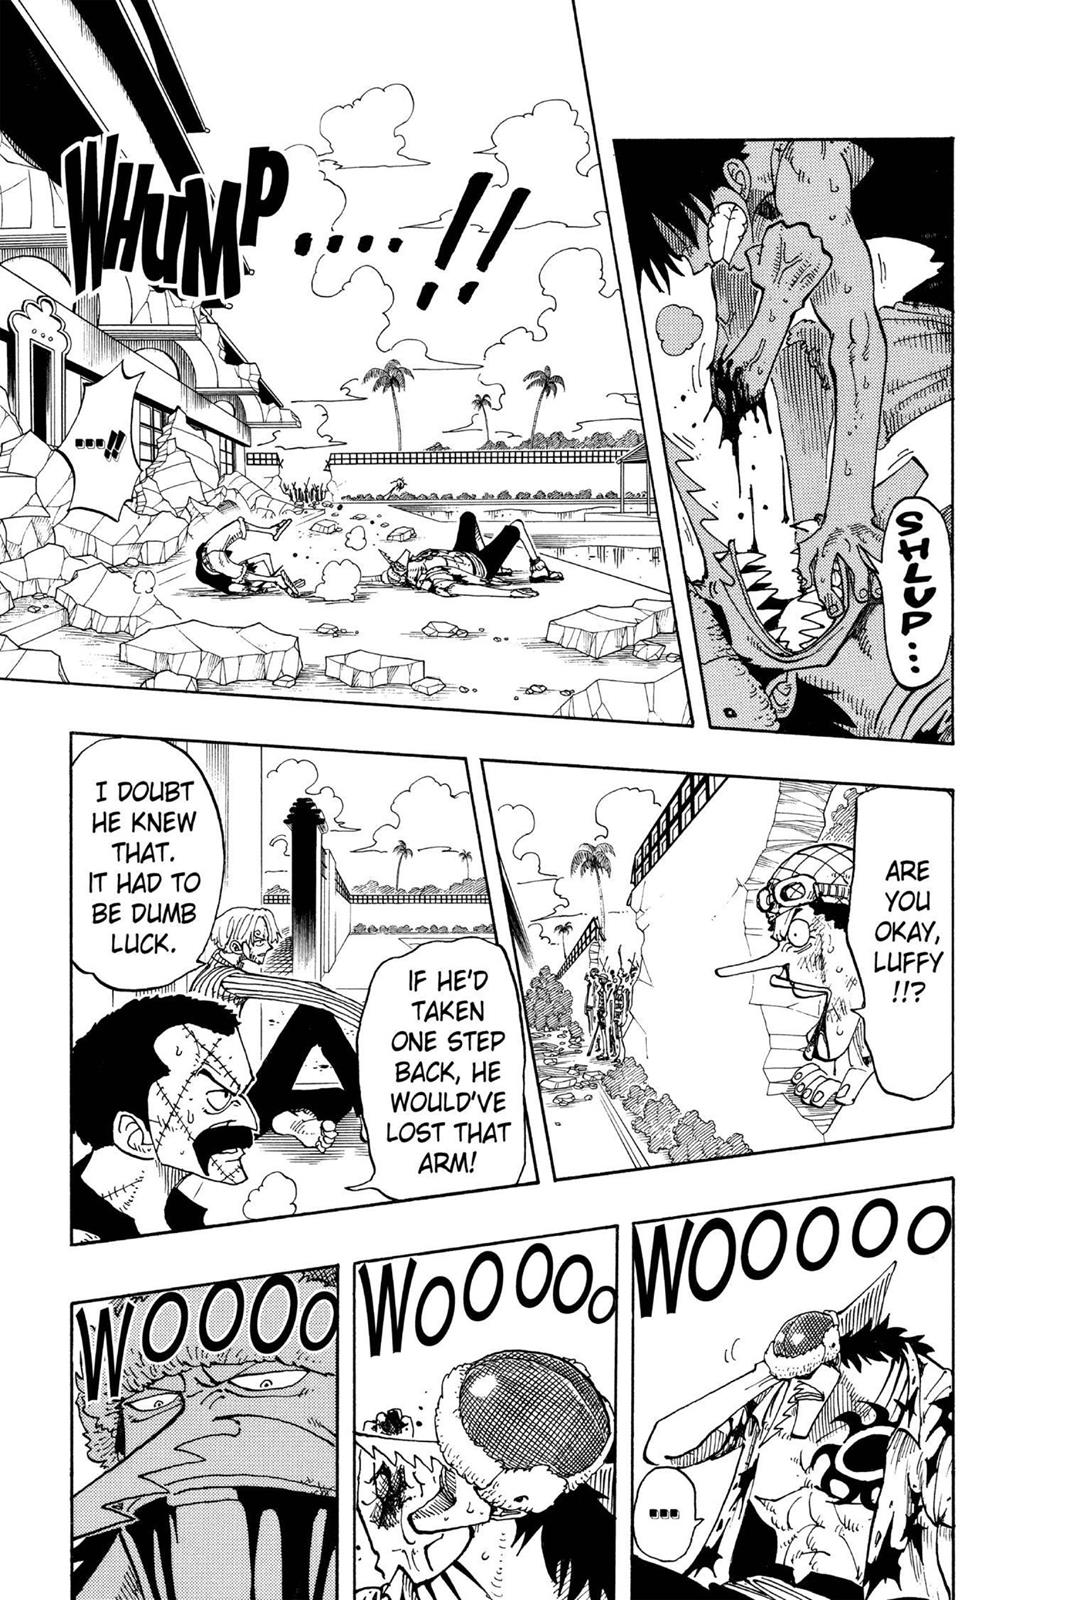 SHLUP...
WHUMP....!!
...!!
ARE
YOU
OKAY,
LUFFY
!!?
IF HE'D
TAKEN
ONE STEP
BACK, HE
WOULD'VE
LOST THAT
ARM!
I DOUBT
HE KNEW
THAT.
IT HAD TO
BE DUMB
LUCK.
WOOOOO
...
WOOOOO
WOOOO